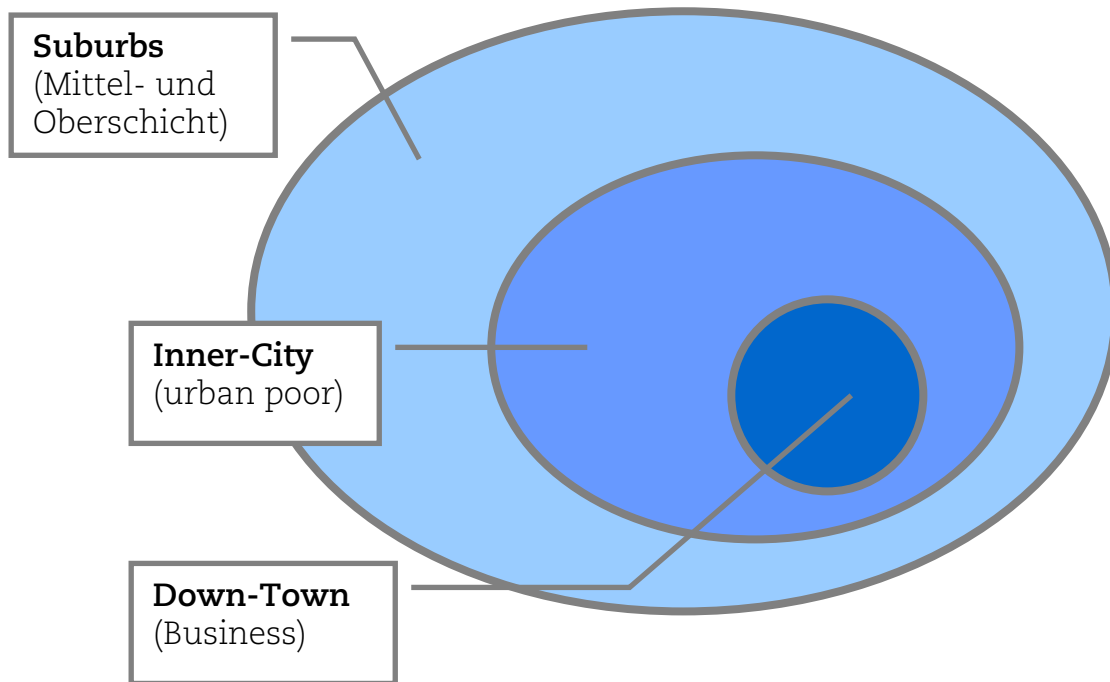 Suburbs
(Mittel- und
Oberschicht)
Inner-City
(urban poor)
Down-Town
(Business)